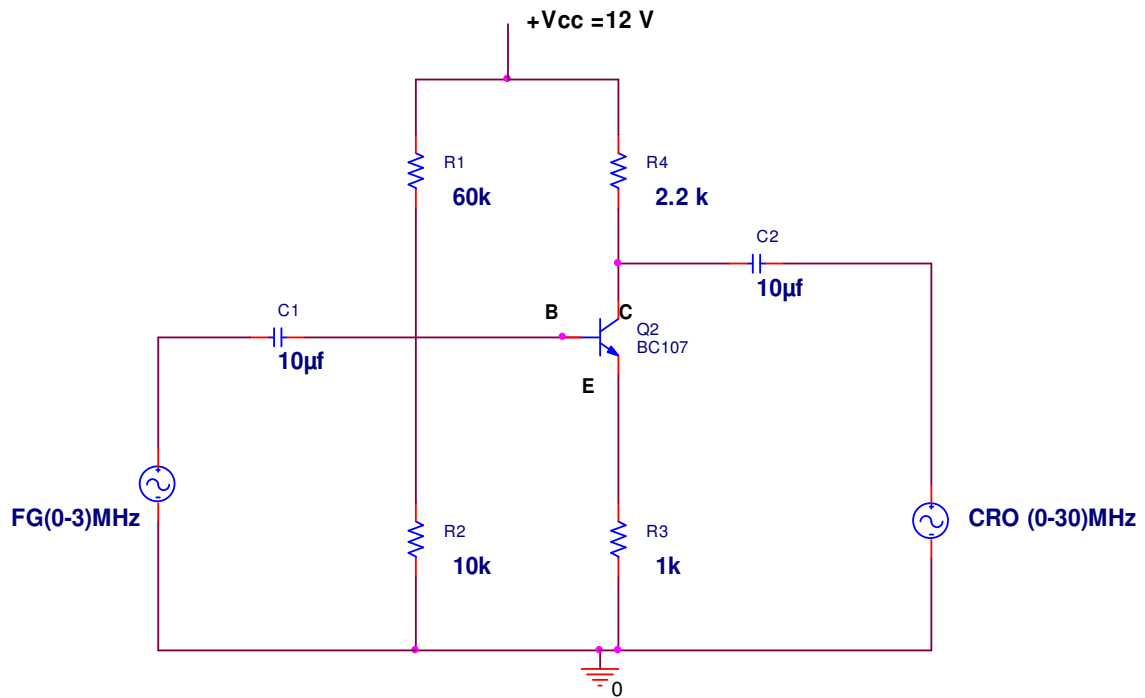 +Vcc =12 V
R1
60k
R4
2.2 k
C2
10µf
C1
10µf
B
C
Q2
BC107
E
FG(0-3)MHz
R2
10k
R3
1k
CRO (0-30)MHz
0